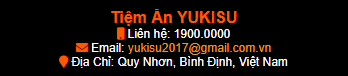 Tiệm Ăn YUKISU
Liên hệ: 1900.0000
Email: yukisu2017@gmail.com.vn
Địa Chỉ: Quy Nhơn, Bình Định, Việt Nam